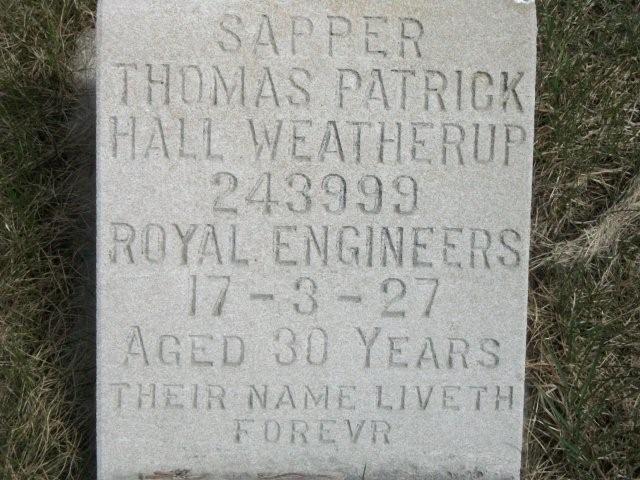 SAPPER
THOMAS PATRICK
HALL WEATHERUP
243999
ROYAL ENGINEERS
17-3-27
AGED 30 YEARS
THEIR NAME LIVETH
FOREVR